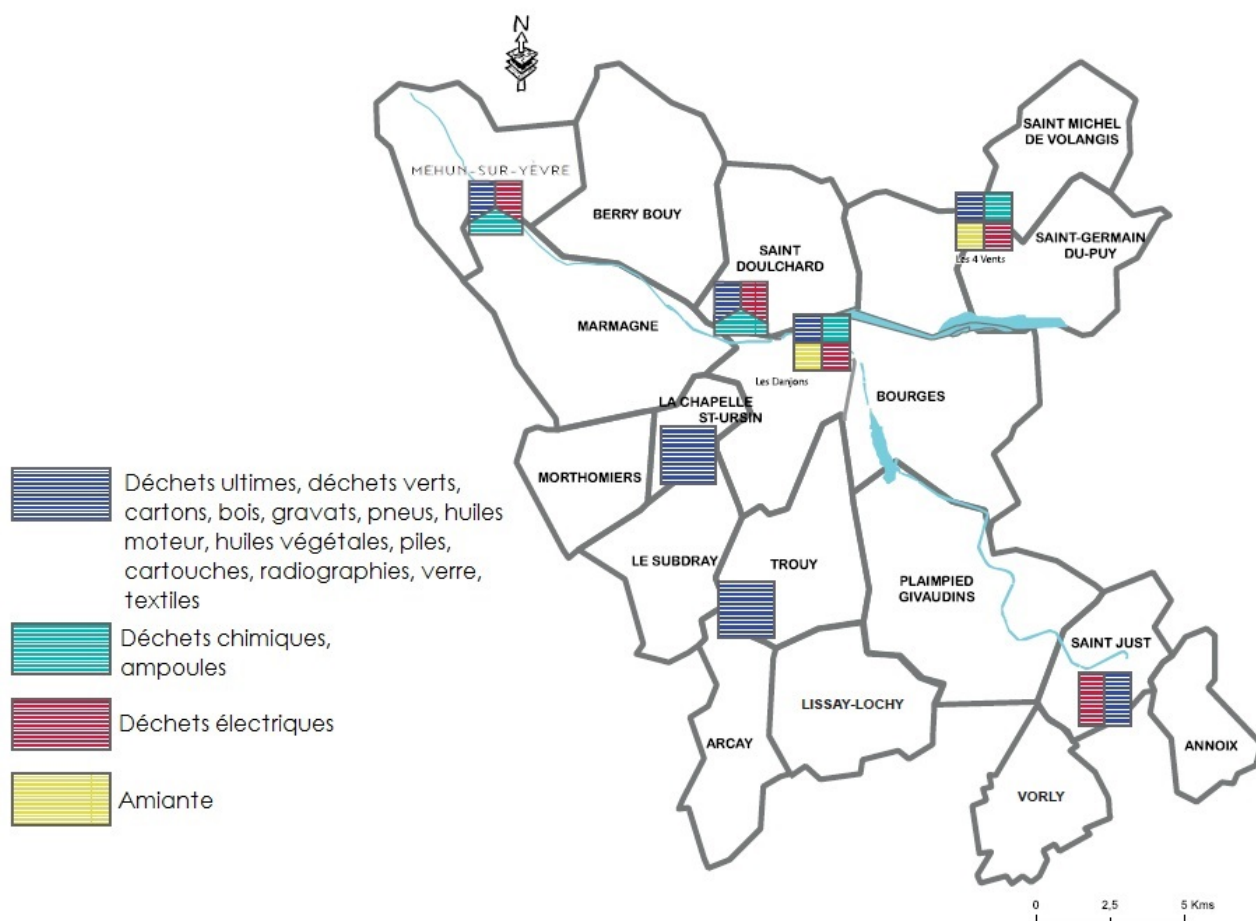 N
SAINT MICHEL
DE VOLANGIS
MEHUN-SUR-YÈVRE
BERRY BOUY
SAINT
DOULCHARD
SAINT-GERMAIN
DU-PUY
Les 4 Vents
MARMAGNE
Les Danjons
LA CHAPELLE
ST-URSIN
BOURGES
MORTHOMIERS
LE SUBDRAY
TROUY
PLAIMPIED
GIVAUDINS
SAINT JUST
LISSAY-LOCHY
ARCAY
ANNOIX
VORLY
Déchets ultimes, déchets verts,
cartons, bois, gravats, pneus, huiles
moteur, huiles végétales, piles,
cartouches, radiographies, verre,
textiles
Déchets chimiques,
ampoules
Déchets électriques
Amiante
0 2,5 5 Kms